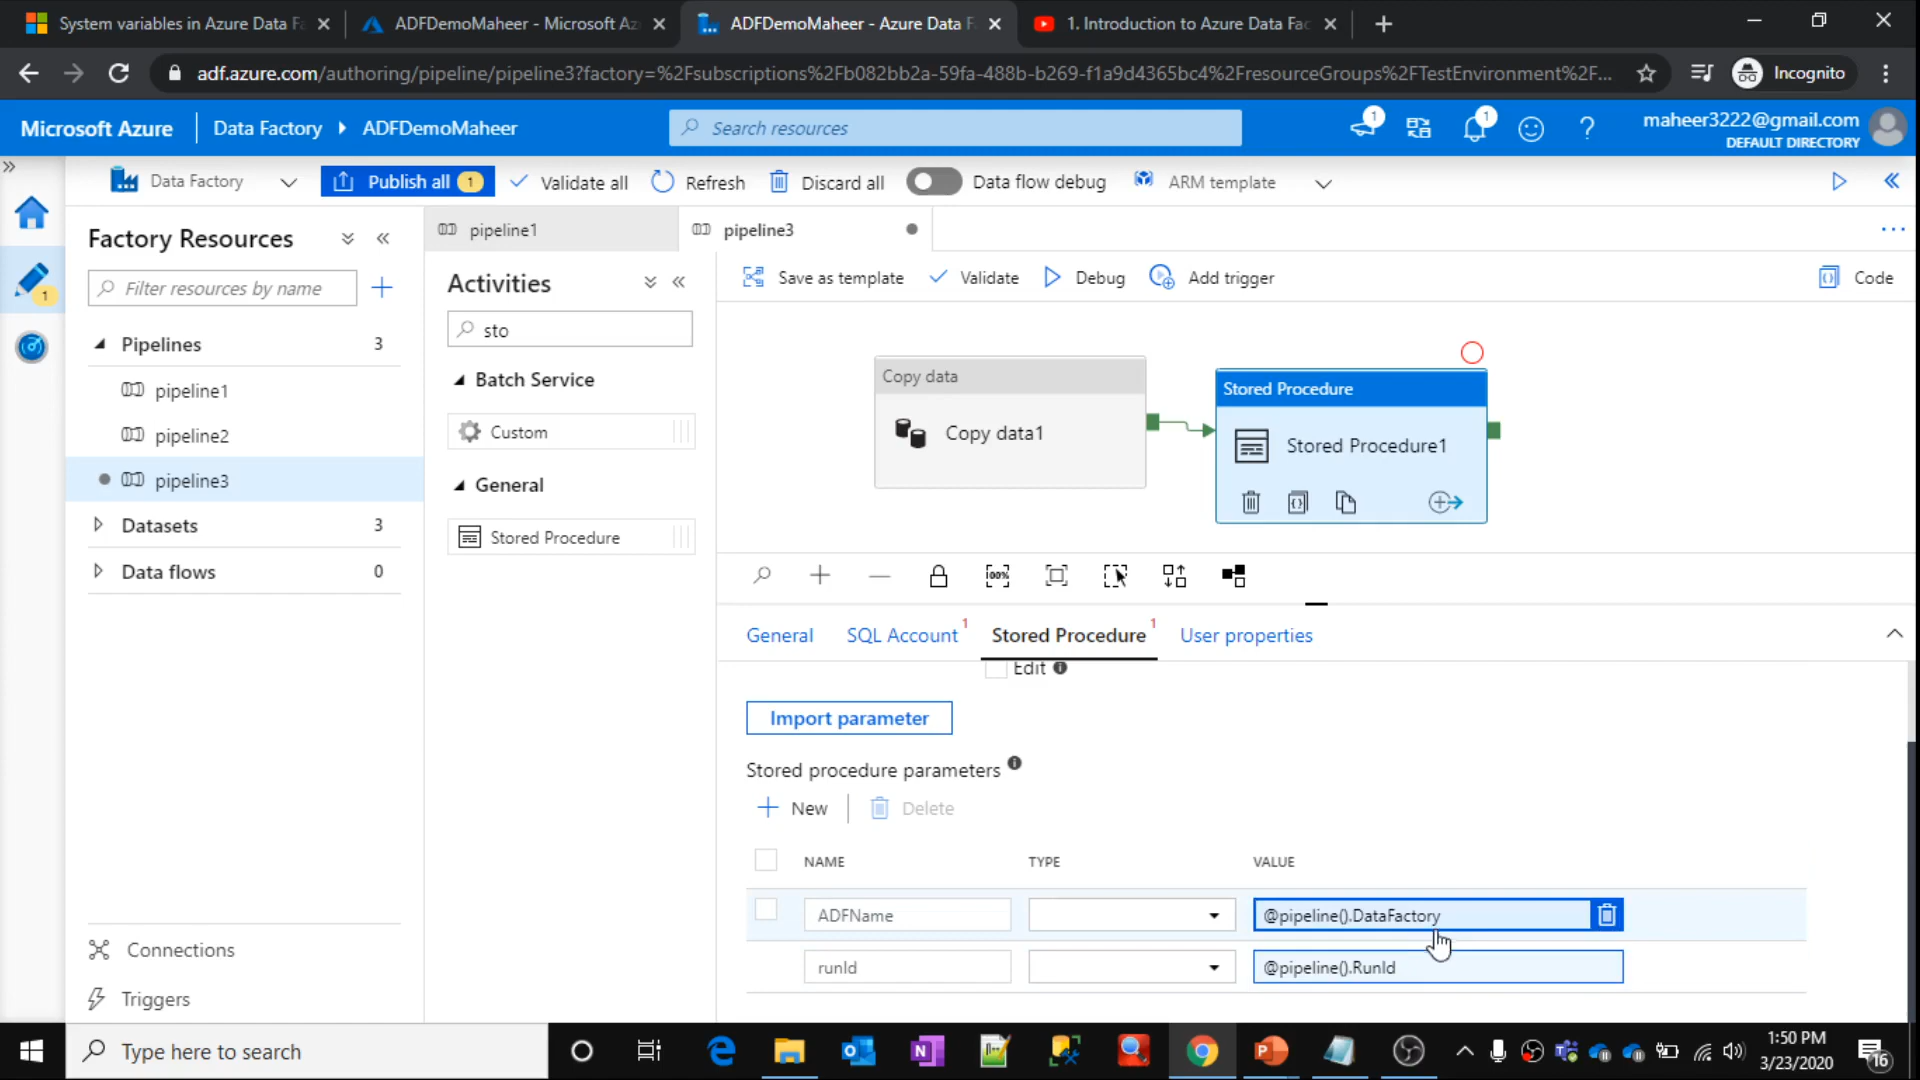 System variables in Azure Data Fa
ADFDemoMaheer - Microsoft Az
ADFDemoMaheer - Azure Data F
1. Introduction to Azure Data Fac
adf.azure.com/authoring/pipeline/pipeline3?factory=%2Fsubscriptions%2Fb082bb2a-59fa-488b-b269-f1a9d4365bc4%2FresourceGroups%2FTestEnvironment%2F...
Incognito
Microsoft Azure
Data Factory
ADFDemoMaheer
Search resources
1
1
maheer3222@gmail.com
DEFAULT DIRECTORY
Data Factory
Publish all 1
Validate all
Refresh
Discard all
Data flow debug
ARM template
Factory Resources
Filter resources by name
1
Pipelines 3
pipeline1
pipeline2
pipeline3
Datasets 3
Data flows 0
Connections
Triggers
pipeline1
pipeline3
Activities
sto
Batch Service
Custom
General
Stored Procedure
Save as template
Validate
Debug
Add trigger
Code
Copy data
Copy data1
Stored Procedure
Stored Procedure1
100%
General
SQL Account 1
Stored Procedure 1
User properties
Edit
Import parameter
Stored procedure parameters
New
Delete
NAME TYPE VALUE
ADFName @pipeline().DataFactory
runId @pipeline().RunId
Type here to search
1:50 PM
3/23/2020
16